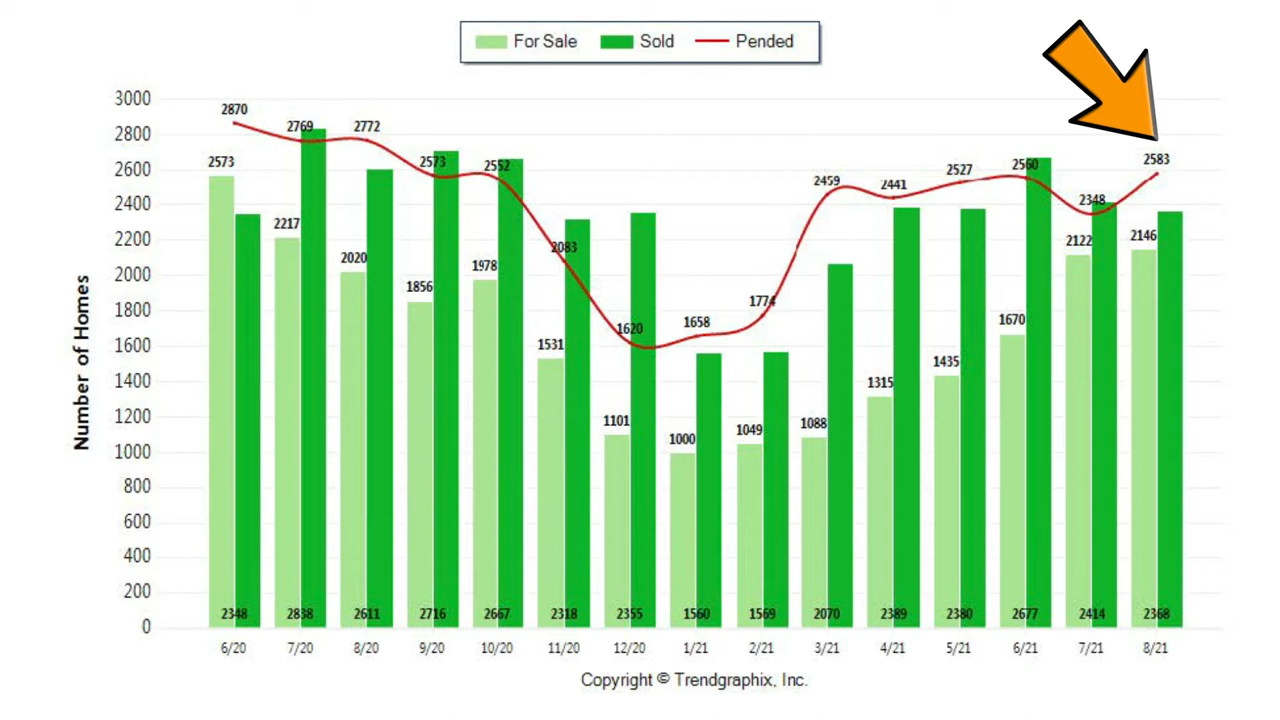 For Sale Sold Pended
3000
2800
2600
2400
2200
2000
1800
1600
1400
1200
1000
800
600
400
200
0
Number of Homes
2870 2769 2772 2573 2552 2083 1620 1658 1774 2459 2441 2527 2560 2348 2583
2573 2217 2020 1856 1978 1531 1101 1000 1049 1088 1315 1435 1670 2122 2146
2348 2838 2611 2716 2667 2318 2355 1560 1569 2070 2389 2380 2677 2414 2368
6/20 7/20 8/20 9/20 10/20 11/20 12/20 1/21 2/21 3/21 4/21 5/21 6/21 7/21 8/21
Copyright © Trendgraphix, Inc.